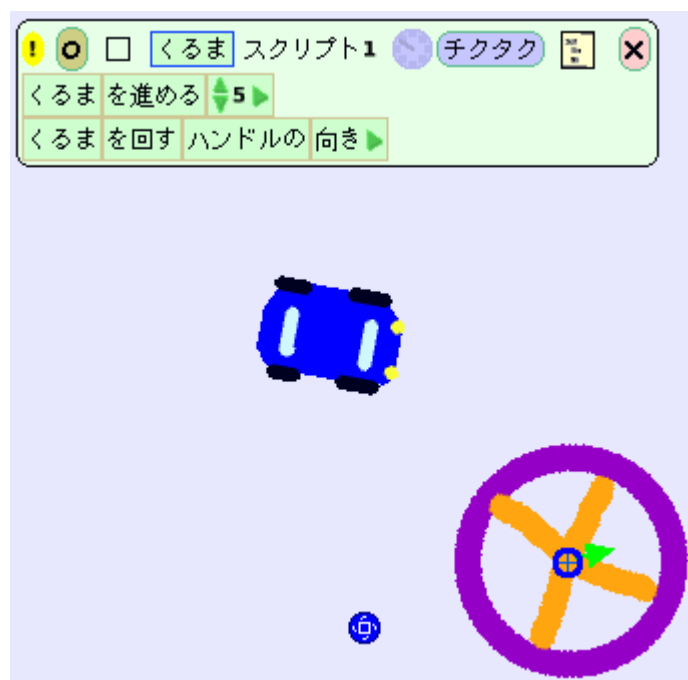 ! くるま スクリプト1 チクタク
くるま を進める 5
くるま を回す ハンドルの 向き